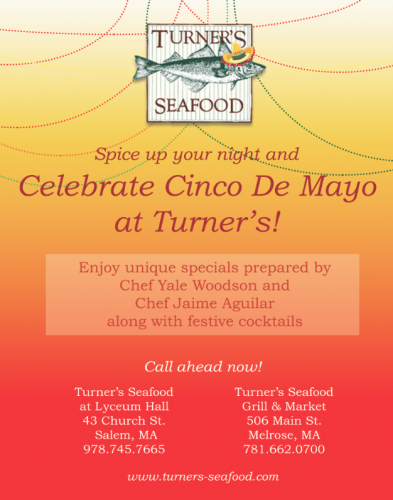 TURNER'S
SEAFOOD
Spice up your night and
Celebrate Cinco De Mayo
at Turner's!
Enjoy unique specials prepared by
Chef Yale Woodson and
Chef Jaime Aguilar
along with festive cocktails
Call ahead now!
Turner's Seafood
at Lyceum Hall
43 Church St.
Salem, MA
978.745.7665
Turner's Seafood
Grill & Market
506 Main St.
Melrose, MA
781.662.0700
www.turners-seafood.com